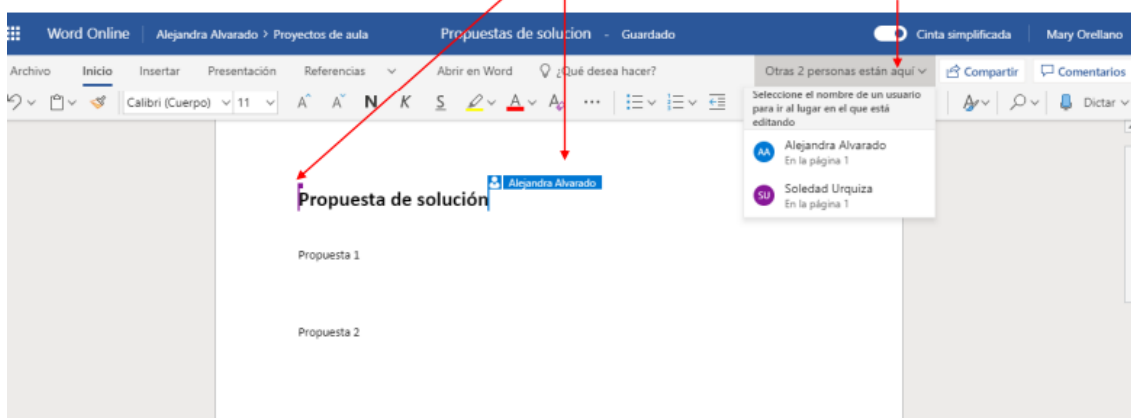 Word Online Alejandra Alvarado > Proyectos de aula Propuestas de solucion - Guardado Cinta simplificada Mary Orellano
Archivo Inicio Insertar Presentación Referencias Abrir en Word ¿Qué desea hacer? Otras 2 personas están aquí Compartir Comentarios
Calibri (Cuerpo) 11 A A N K S A A ... Dictar
Seleccione el nombre de un usuario
para ir al lugar en el que está
editando
AA Alejandra Alvarado
En la página 1
SU Soledad Urquiza
En la página 1
Alejandra Alvarado
Propuesta de solución
Propuesta 1
Propuesta 2